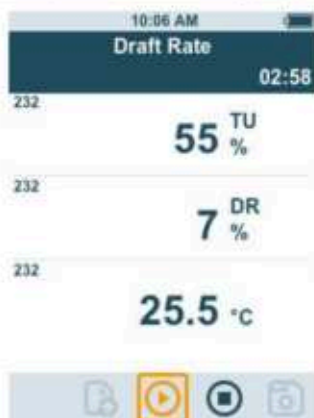 10:06 AM
Draft Rate
02:58
232
55 TU %
232
7 DR %
232
25.5 °C